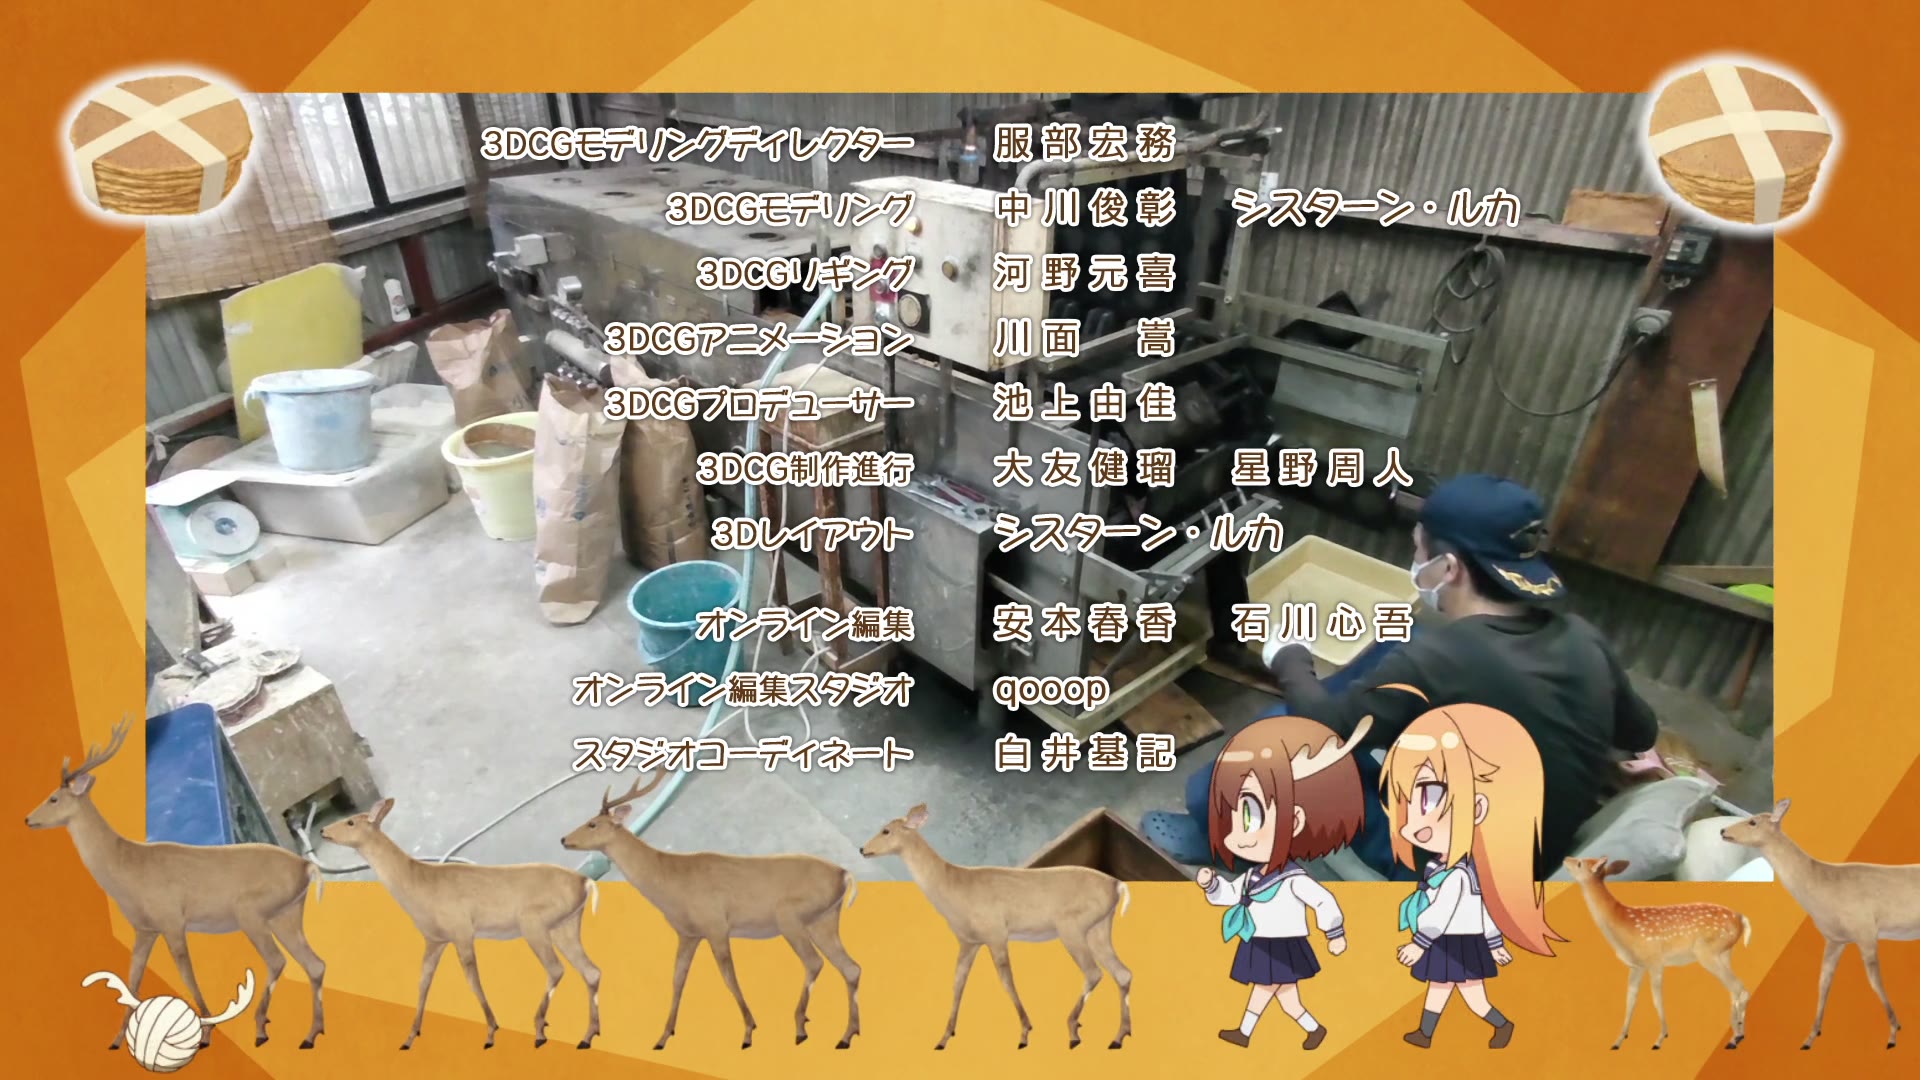 3DCGモデリングディレクター 服部宏務
3DCGモデリング 中川俊彰 シスターン・ルカ
3DCGリギング 河野元喜
3DCGアニメーション 川面 嵩
3DCGプロデューサー 池上由佳
3DCG制作進行 大友健瑠 星野周人
3Dレイアウト シスターン・ルカ
オンライン編集 安本春香 石川心吾
オンライン編集スタジオ qooop
スタジオコーディネート 白井基記